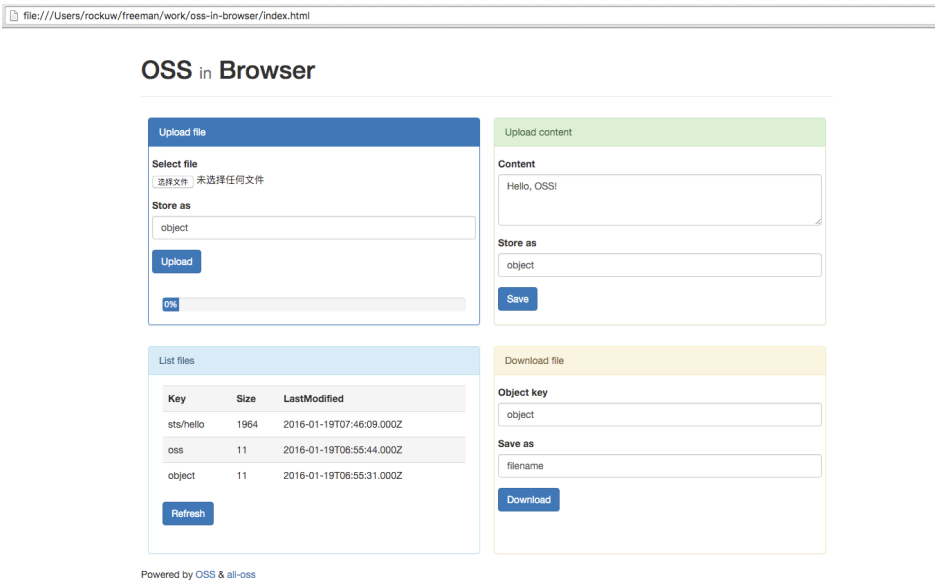 file:///Users/rockuw/freeman/work/oss-in-browser/index.html
OSS in Browser
Upload file
Select file
选择文件 未选择任何文件
Store as
object
Upload
0%
Upload content
Content
Hello, OSS!
Store as
object
Save
List files
Key Size LastModified
sts/hello 1964 2016-01-19T07:46:09.000Z
oss 11 2016-01-19T06:55:44.000Z
object 11 2016-01-19T06:55:31.000Z
Refresh
Download file
Object key
object
Save as
filename
Download
Powered by OSS & ali-oss